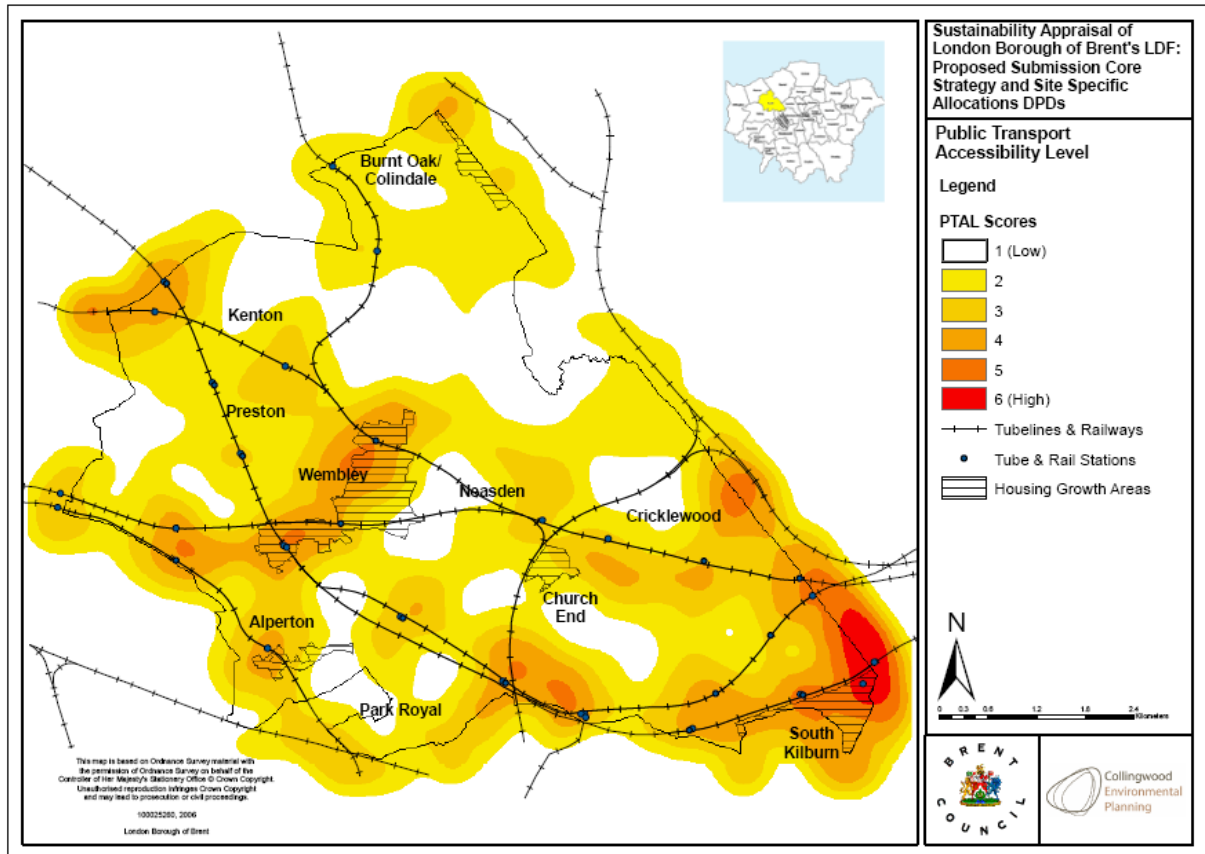 Sustainability Appraisal of
London Borough of Brent's LDF:
Proposed Submission Core
Strategy and Site Specific
Allocations DPDs
Public Transport
Accessibility Level
Legend
PTAL Scores
1 (Low)
2
3
4
5
6 (High)
Tubelines & Railways
Tube & Rail Stations
Housing Growth Areas
Burnt Oak/
Colindale
Kenton
Preston
Wembley
Neasden
Cricklewood
Church
End
Alperton
Park Royal
South
Kilburn
This map is based on Ordnance Survey material with
the permission of Ordnance Survey on behalf of the
Controller of Her Majesty's Stationery Office © Crown Copyright.
Unauthorised reproduction infringes Crown Copyright
and may lead to prosecution or civil proceedings.
100025260, 2006
London Borough of Brent
N
0 0.3 0.6 1.2 1.8 2.4
Kilometers
BRENT
COUNCIL
Collingwood
Environmental
Planning